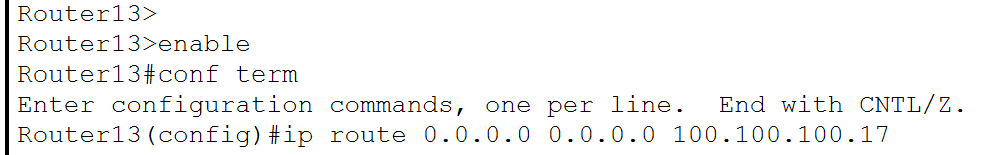 Router13>
Router13>enable
Router13#conf term
Enter configuration commands, one per line.  End with CNTL/Z.
Router13(config)#ip route 0.0.0.0 0.0.0.0 100.100.100.17